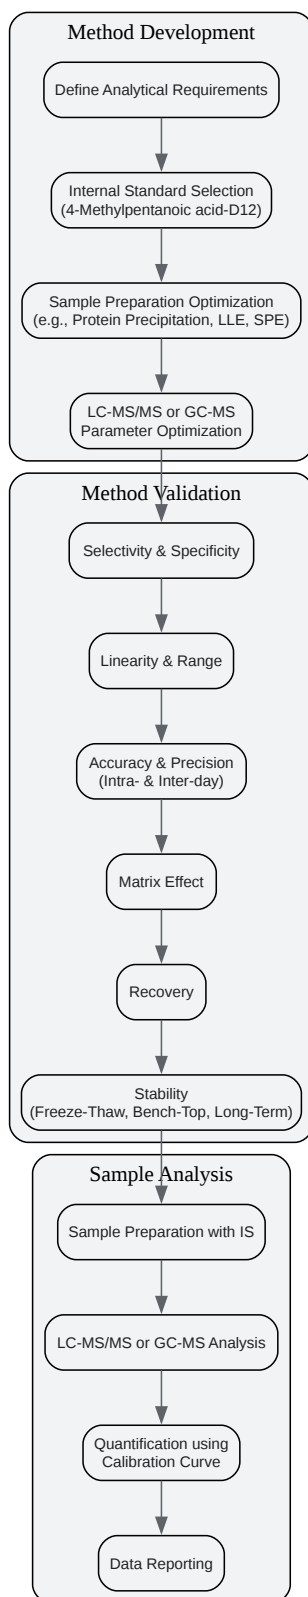 Method Development
Define Analytical Requirements
Internal Standard Selection
(4-Methylpentanoic acid-D12)
Sample Preparation Optimization
(e.g., Protein Precipitation, LLE, SPE)
LC-MS/MS or GC-MS
Parameter Optimization
Method Validation
Selectivity & Specificity
Linearity & Range
Accuracy & Precision
(Intra- & Inter-day)
Matrix Effect
Recovery
Stability
(Freeze-Thaw, Bench-Top, Long-Term)
Sample Analysis
Sample Preparation with IS
LC-MS/MS or GC-MS Analysis
Quantification using
Calibration Curve
Data Reporting